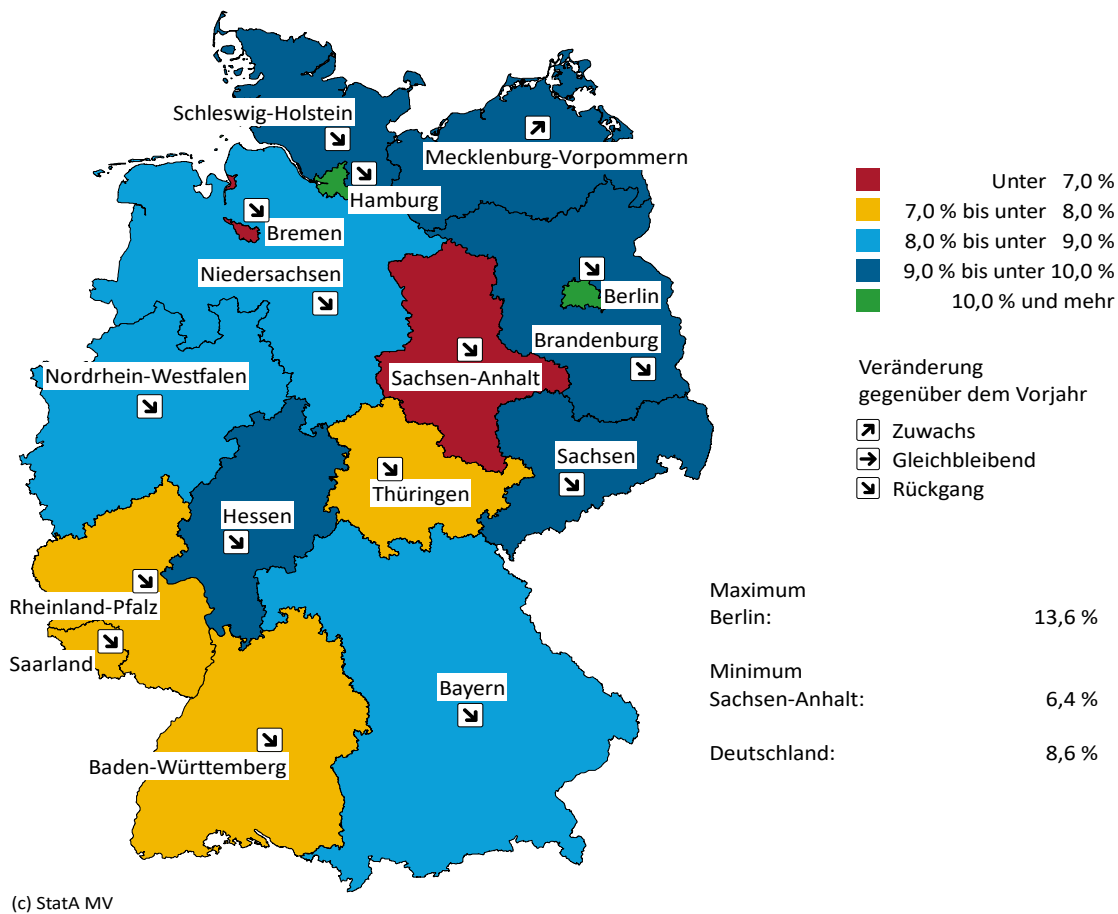 Schleswig-Holstein
Mecklenburg-Vorpommern
Hamburg
Bremen
Niedersachsen
Berlin
Brandenburg
Nordrhein-Westfalen
Sachsen-Anhalt
Sachsen
Thüringen
Hessen
Rheinland-Pfalz
Saarland
Bayern
Baden-Württemberg
Unter 7,0 %
7,0 % bis unter 8,0 %
8,0 % bis unter 9,0 %
9,0 % bis unter 10,0 %
10,0 % und mehr
Veränderung
gegenüber dem Vorjahr
Zuwachs
Gleichbleibend
Rückgang
Maximum
Berlin: 13,6 %
Minimum
Sachsen-Anhalt: 6,4 %
Deutschland: 8,6 %
(c) StatA MV